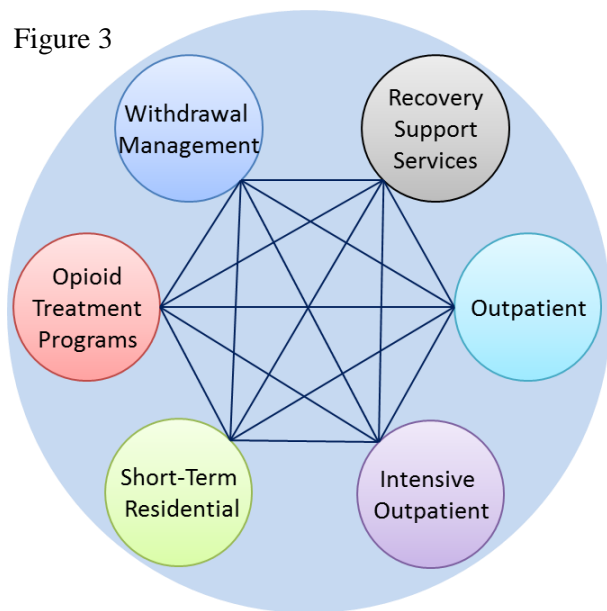 Figure 3
Withdrawal
Management
Recovery
Support
Services
Opioid
Treatment
Programs
Outpatient
Short-Term
Residential
Intensive
Outpatient